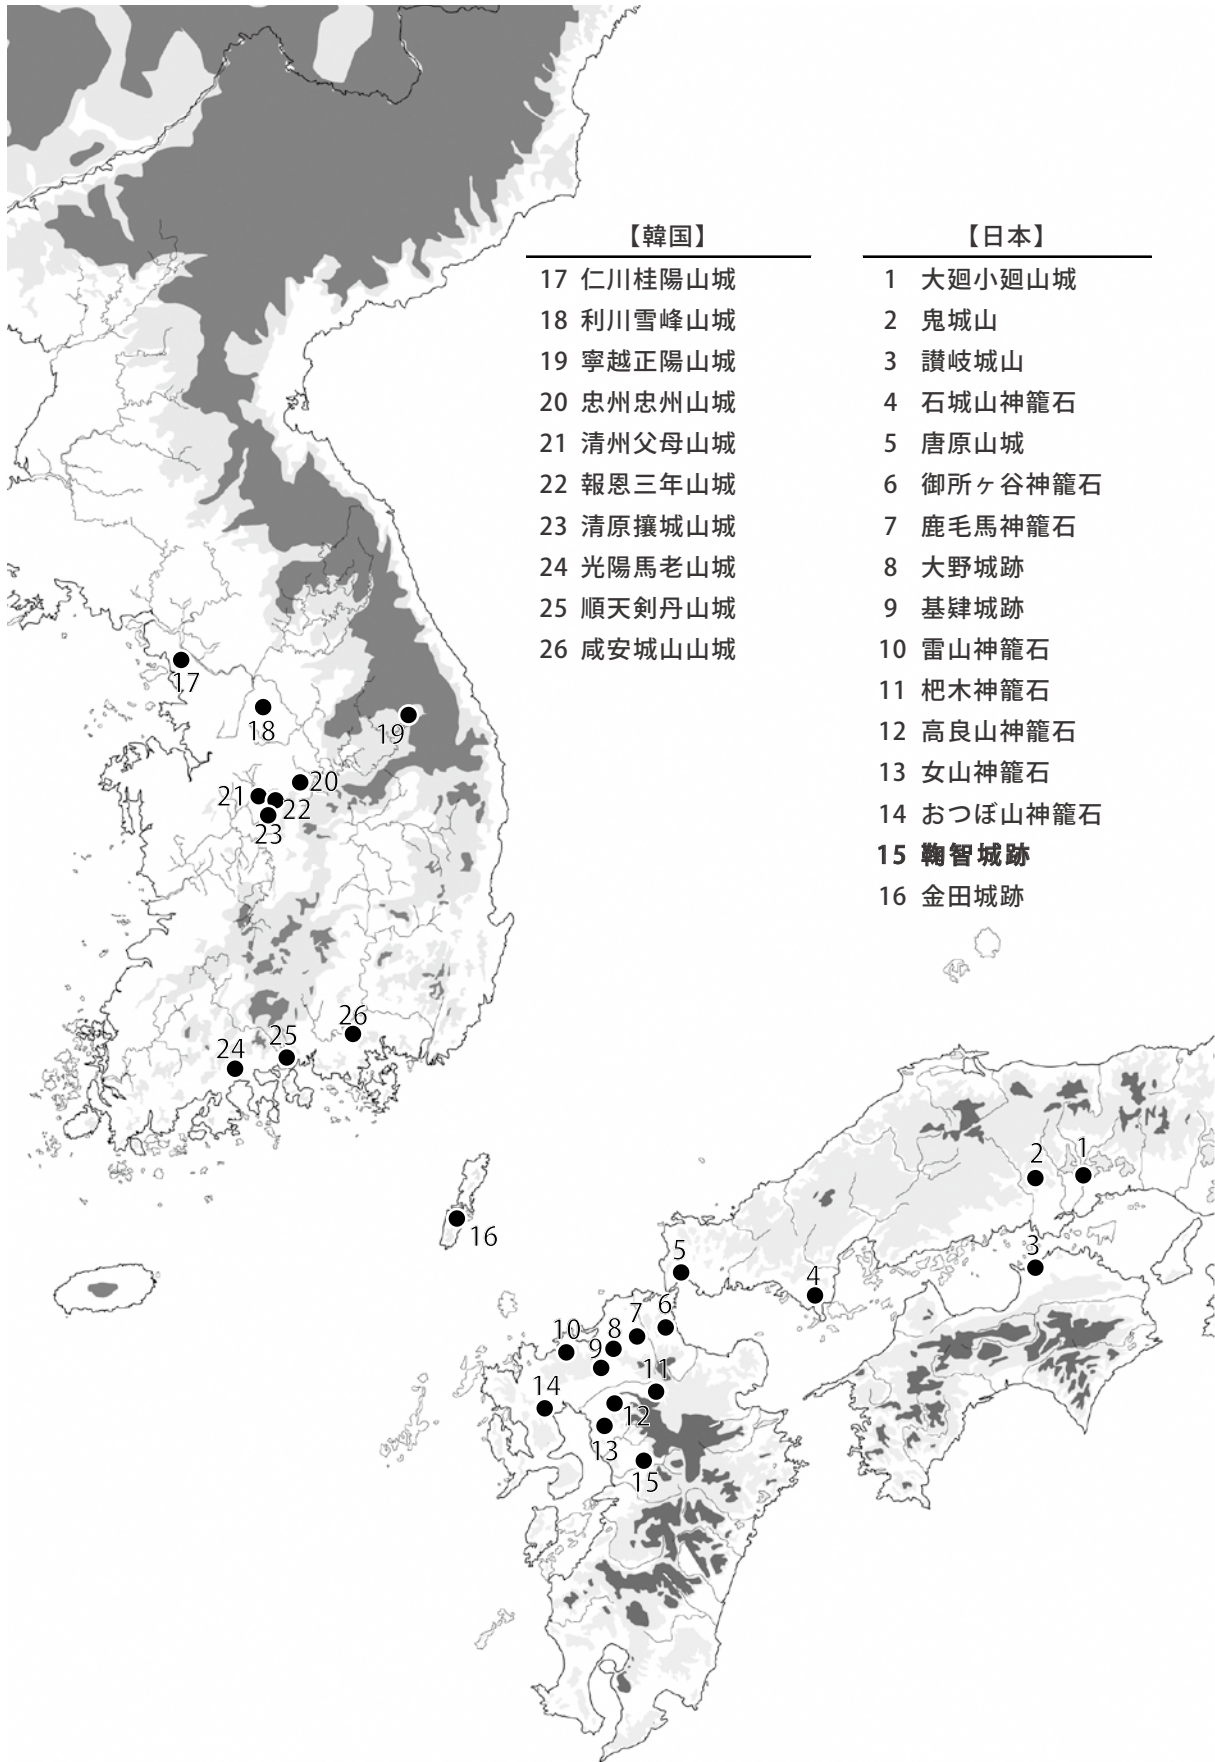 【韓国】
17 仁川桂陽山城
18 利川雪峰山城
19 寧越正陽山城
20 忠州忠州山城
21 清州父母山城
22 報恩三年山城
23 清原攘城山城
24 光陽馬老山城
25 順天剣丹山城
26 咸安城山山城
【日本】
1 大廻小廻山城
2 鬼城山
3 讃岐城山
4 石城山神籠石
5 唐原山城
6 御所ヶ谷神籠石
7 鹿毛馬神籠石
8 大野城跡
9 基肄城跡
10 雷山神籠石
11 杷木神籠石
12 高良山神籠石
13 女山神籠石
14 おつぼ山神籠石
15 鞠智城跡
16 金田城跡
17
18
19
20
21
22
23
26
25
24
2
1
16
3
5
4
6
7
8
10
9
11
14
12
13
15